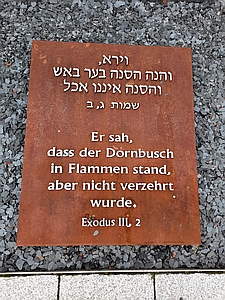 וירא,
והנה הסנה בער באש
והסנה איננו אכל
שמות ג, ב
Er sah,
dass der Dornbusch
in Flammen stand,
aber nicht verzehrt
wurde.
Exodus III, 2